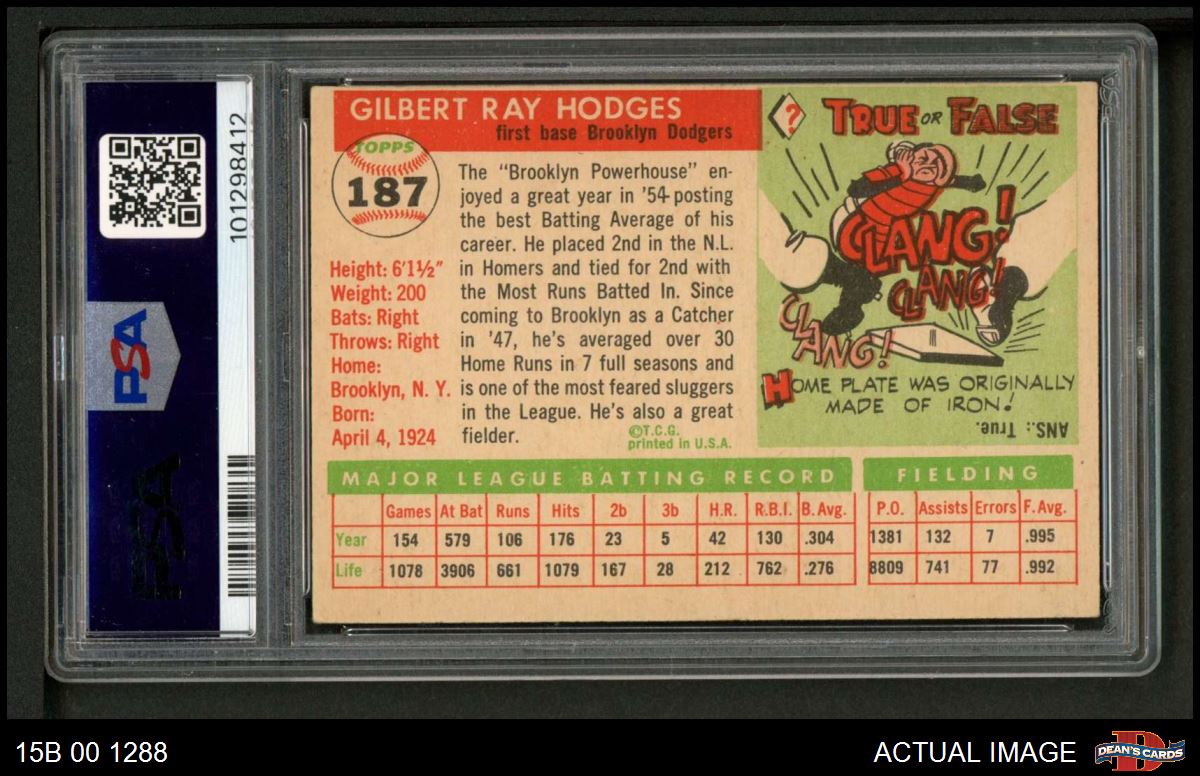 GILBERT RAY HODGES
first base Brooklyn Dodgers
TOPPS
187
Height: 6'1½"
Weight: 200
Bats: Right
Throws: Right
Home:
Brooklyn, N. Y.
Born:
April 4, 1924
The "Brooklyn Powerhouse" en-
joyed a great year in '54 posting
the best Batting Average of his
career. He placed 2nd in the N.L.
in Homers and tied for 2nd with
the Most Runs Batted In. Since
coming to Brooklyn as a Catcher
in '47, he's averaged over 30
Home Runs in 7 full seasons and
is one of the most feared sluggers
in the League. He's also a great
fielder.
©T.C.G.
printed in U.S.A.
?
TRUE OR FALSE
CLANG!
CLANG!
CLANG!
HOME PLATE WAS ORIGINALLY
MADE OF IRON!
ANS.: True.
MAJOR LEAGUE BATTING RECORD FIELDING
Games At Bat Runs Hits 2b 3b H.R. R.B.I. B. Avg. P.O. Assists Errors F. Avg.
Year 154 579 106 176 23 5 42 130 .304 1381 132 7 .995
Life 1078 3906 661 1079 167 28 212 762 .276 8809 741 77 .992
101298412
PSA
PSA
PSA
15B 00 1288
ACTUAL IMAGE
DEAN'S CARDS